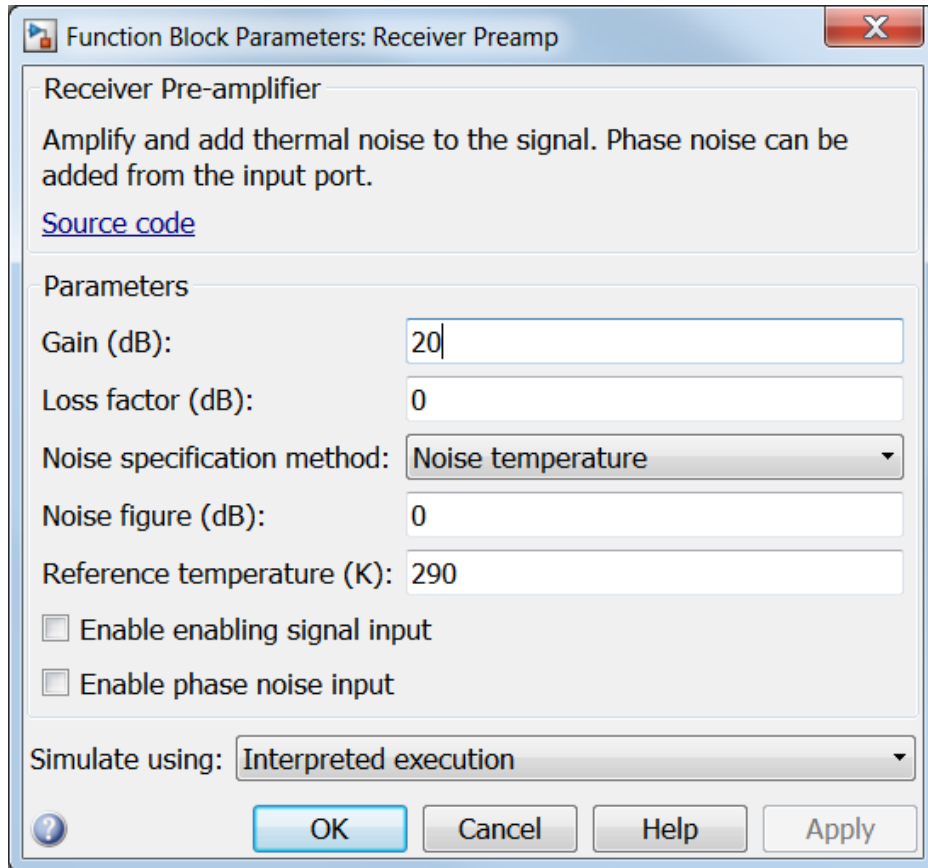 Function Block Parameters: Receiver Preamp
Receiver Pre-amplifier
Amplify and add thermal noise to the signal. Phase noise can be
added from the input port.
Source code
Parameters
Gain (dB): 20
Loss factor (dB): 0
Noise specification method: Noise temperature
Noise figure (dB): 0
Reference temperature (K): 290
Enable enabling signal input
Enable phase noise input
Simulate using: Interpreted execution
? OK Cancel Help Apply